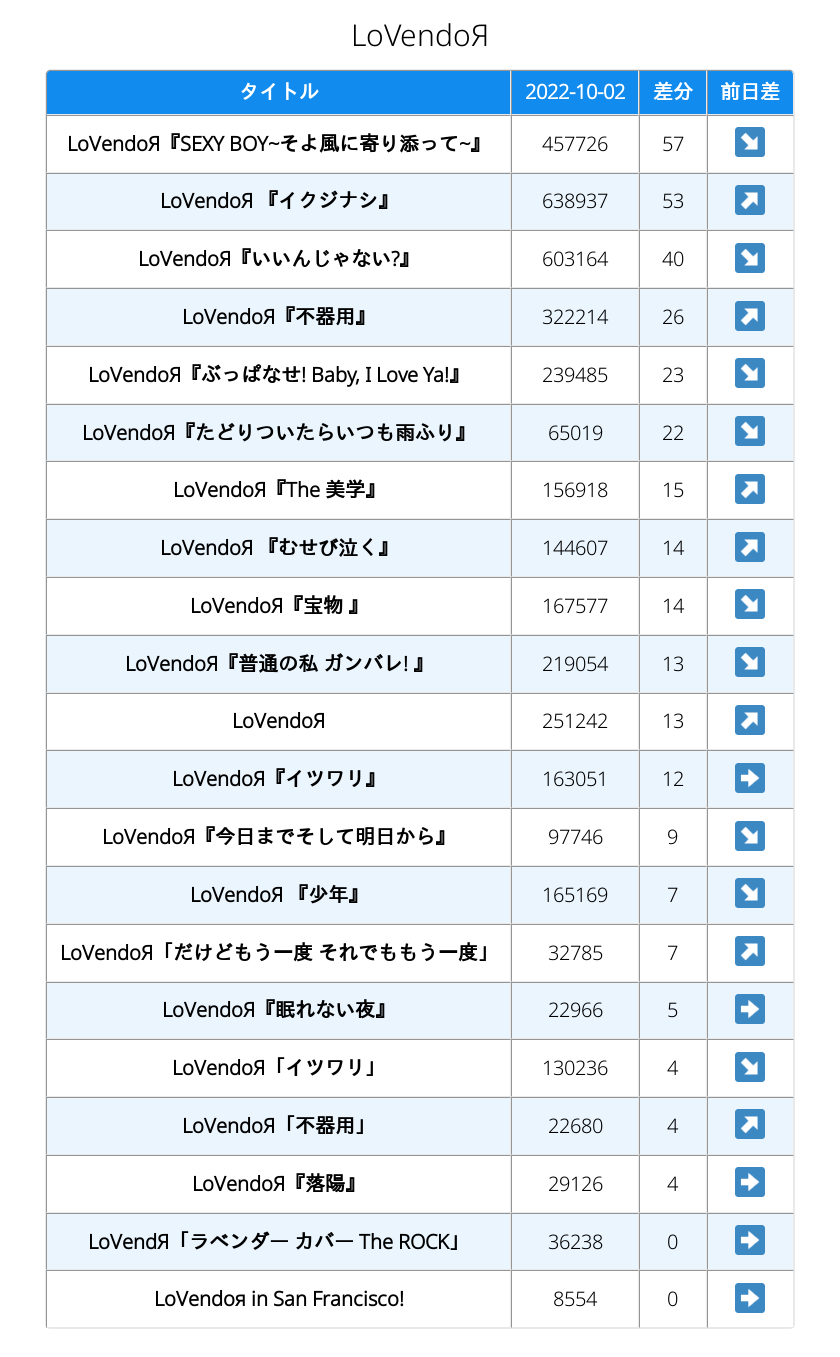 LoVendoЯ
タイトル 2022-10-02 差分 前日差
LoVendoЯ『SEXY BOY~そよ風に寄り添って~』 457726 57 ↘
LoVendoЯ 『イクジナシ』 638937 53 ↗
LoVendoЯ『いいんじゃない?』 603164 40 ↘
LoVendoЯ『不器用』 322214 26 ↗
LoVendoЯ『ぶっぱなせ! Baby, I Love Ya!』 239485 23 ↘
LoVendoЯ『たどりついたらいつも雨ふり』 65019 22 ↘
LoVendoЯ『The 美学』 156918 15 ↗
LoVendoЯ 『むせび泣く』 144607 14 ↗
LoVendoЯ『宝物 』 167577 14 ↘
LoVendoЯ『普通の私 ガンバレ! 』 219054 13 ↘
LoVendoЯ 251242 13 ↗
LoVendoЯ『イツワリ』 163051 12 ➡
LoVendoЯ『今日までそして明日から』 97746 9 ↘
LoVendoЯ 『少年』 165169 7 ↘
LoVendoЯ「だけどもう一度 それでももう一度」 32785 7 ↗
LoVendoЯ『眠れない夜』 22966 5 ➡
LoVendoЯ「イツワリ」 130236 4 ↘
LoVendoЯ「不器用」 22680 4 ↗
LoVendoЯ『落陽』 29126 4 ➡
LoVendЯ「ラベンダー カバー The ROCK」 36238 0 ➡
LoVendoя in San Francisco! 8554 0 ➡